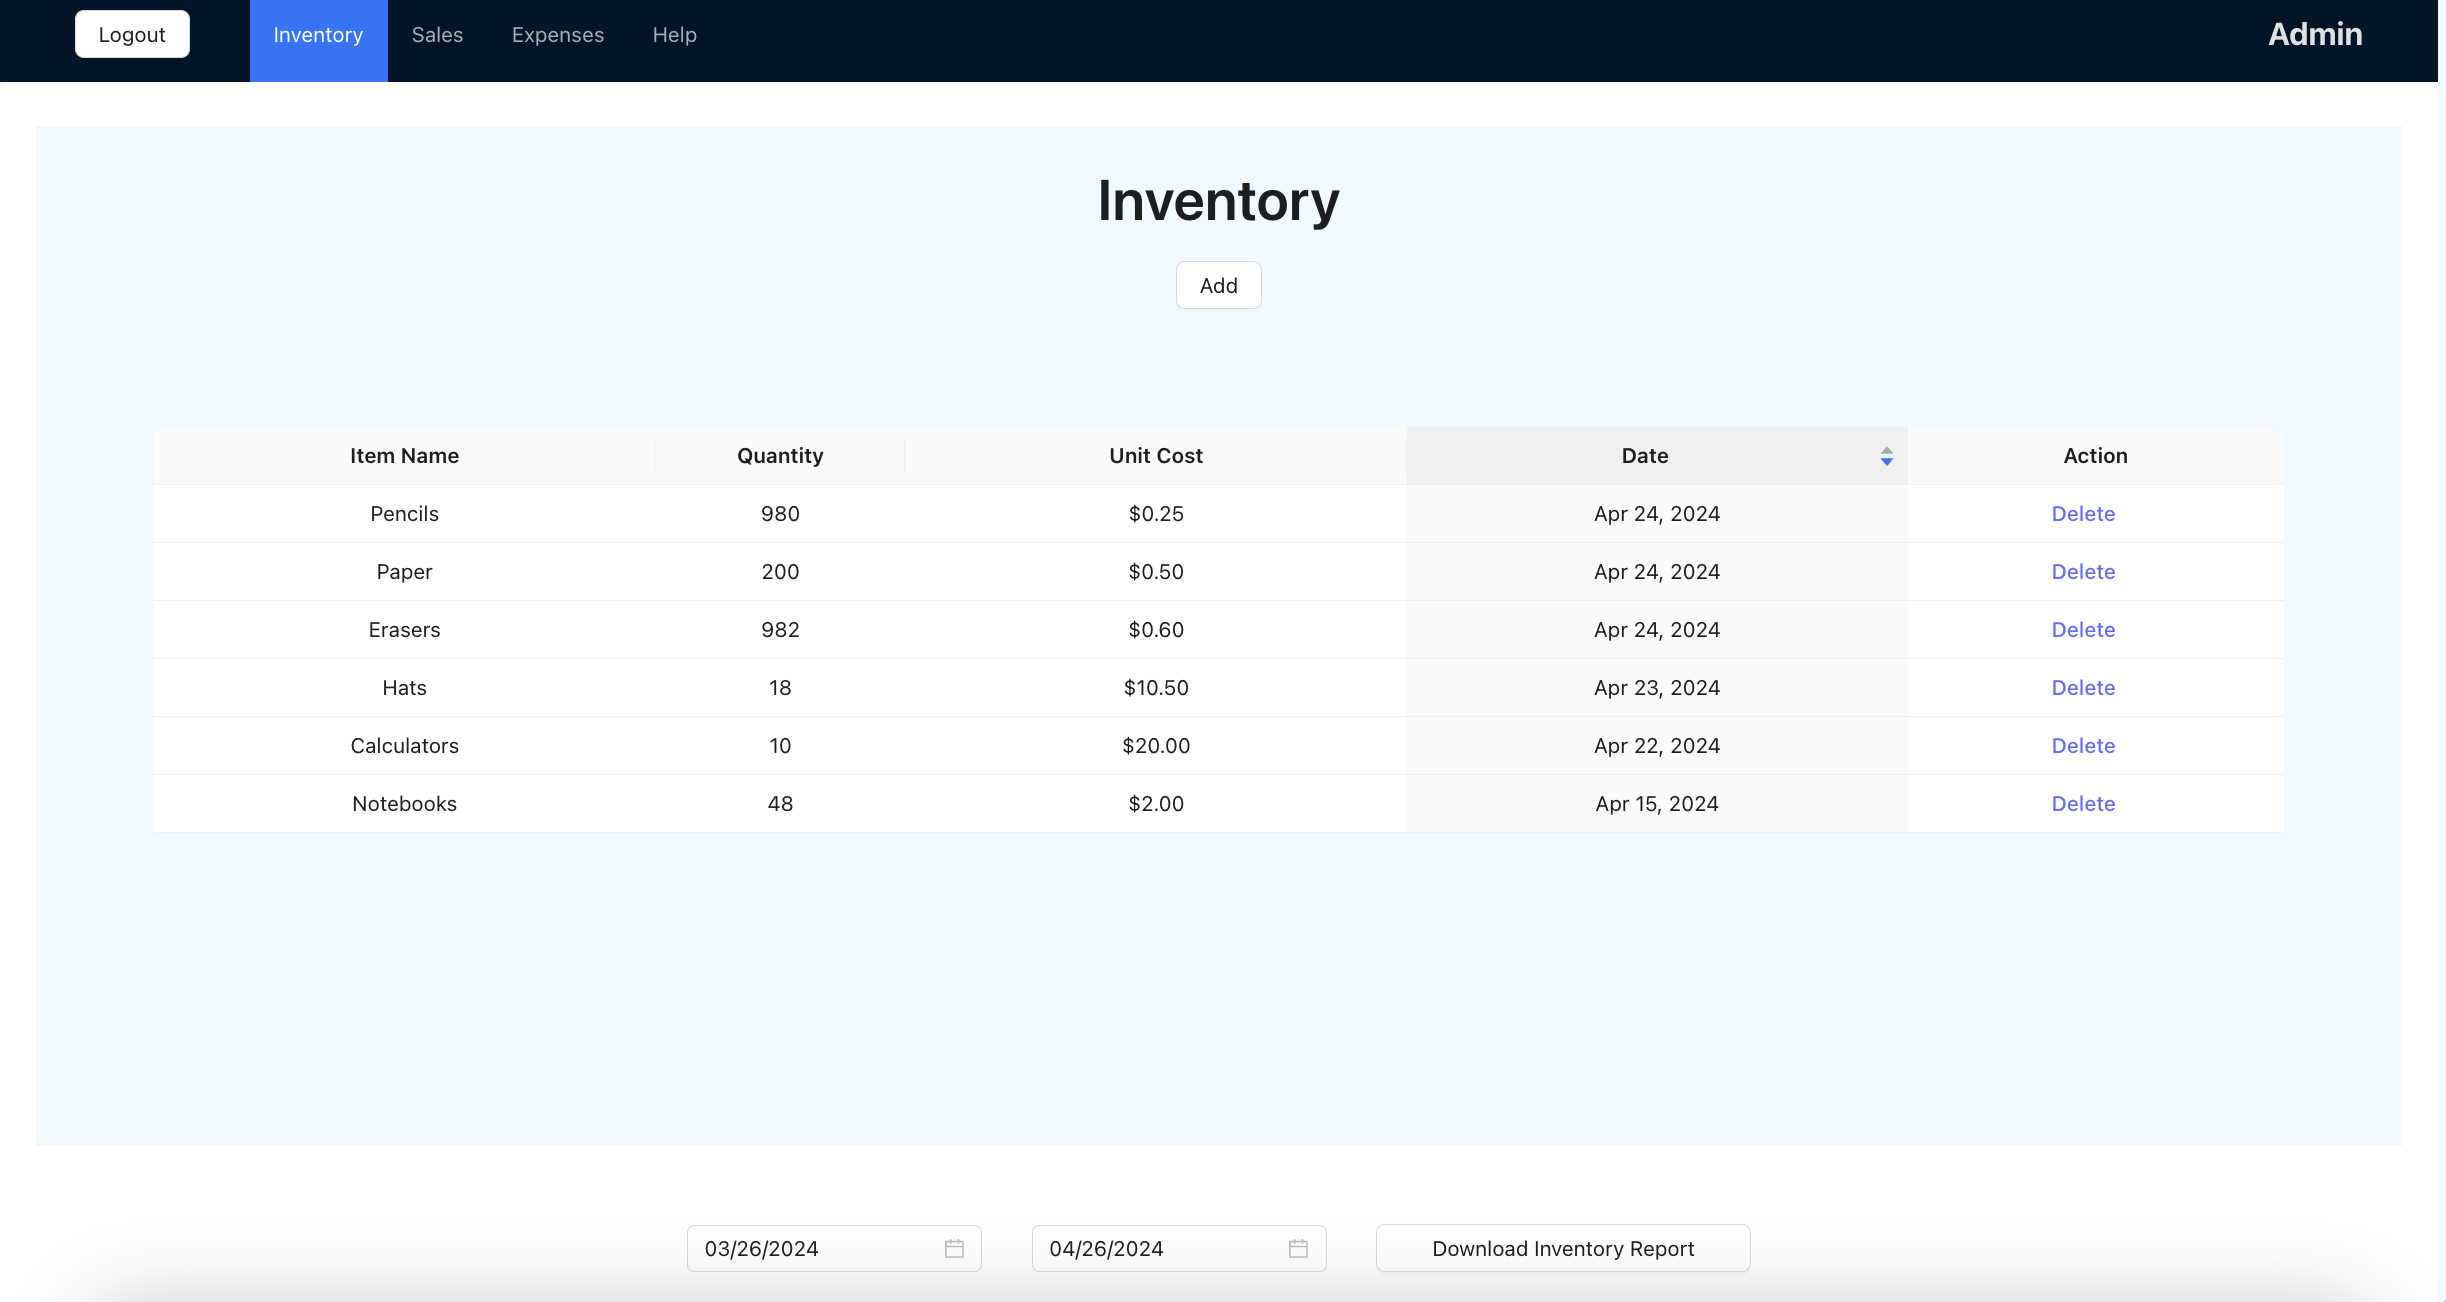 Logout Inventory Sales Expenses Help Admin
Inventory
Add
Item Name Quantity Unit Cost Date Action
Pencils 980 $0.25 Apr 24, 2024 Delete
Paper 200 $0.50 Apr 24, 2024 Delete
Erasers 982 $0.60 Apr 24, 2024 Delete
Hats 18 $10.50 Apr 23, 2024 Delete
Calculators 10 $20.00 Apr 22, 2024 Delete
Notebooks 48 $2.00 Apr 15, 2024 Delete
03/26/2024 04/26/2024 Download Inventory Report